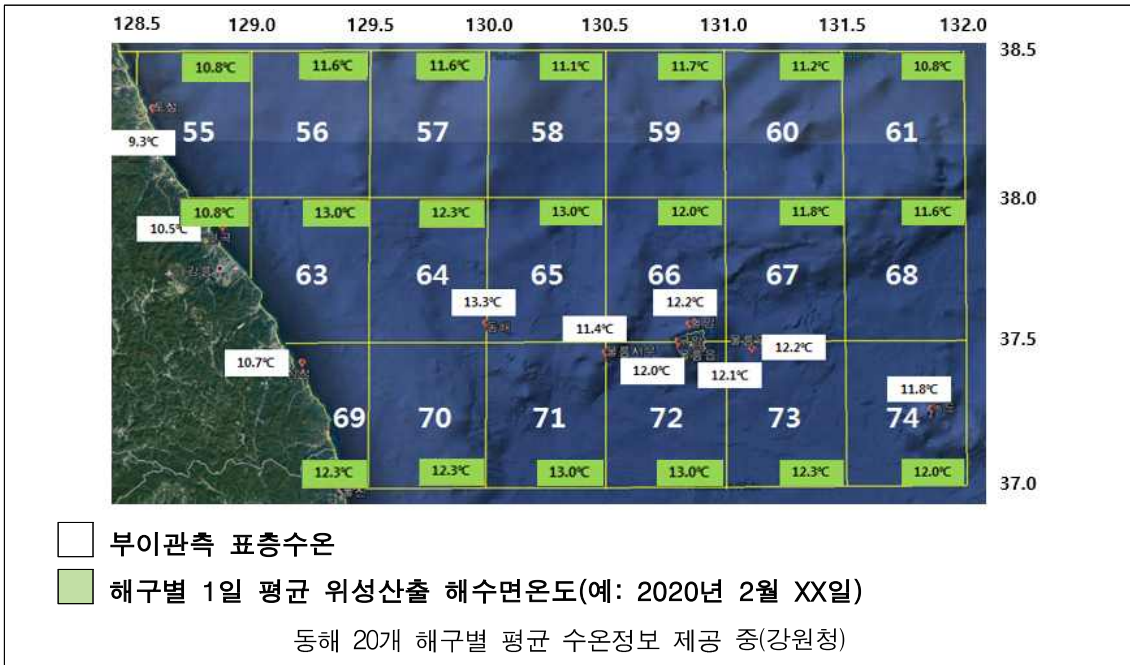 128.5 129.0 129.5 130.0 130.5 131.0 131.5 132.0
38.5
10.8℃ 11.6℃ 11.6℃ 11.1℃ 11.7℃ 11.2℃ 10.8℃
55 56 57 58 59 60 61
9.3℃
38.0
10.8℃ 13.0℃ 12.3℃ 13.0℃ 12.0℃ 11.8℃ 11.6℃
10.5℃
63 64 65 66 67 68
13.3℃ 12.2℃
동해
11.4℃
37.5
12.2℃
10.7℃ 12.0℃ 12.1℃
11.8℃
69 70 71 72 73 74
12.3℃ 12.3℃ 13.0℃ 13.0℃ 12.3℃ 12.0℃
37.0
부이관측 표층수온
해구별 1일 평균 위성산출 해수면온도(예: 2020년 2월 XX일)
동해 20개 해구별 평균 수온정보 제공 중(강원청)